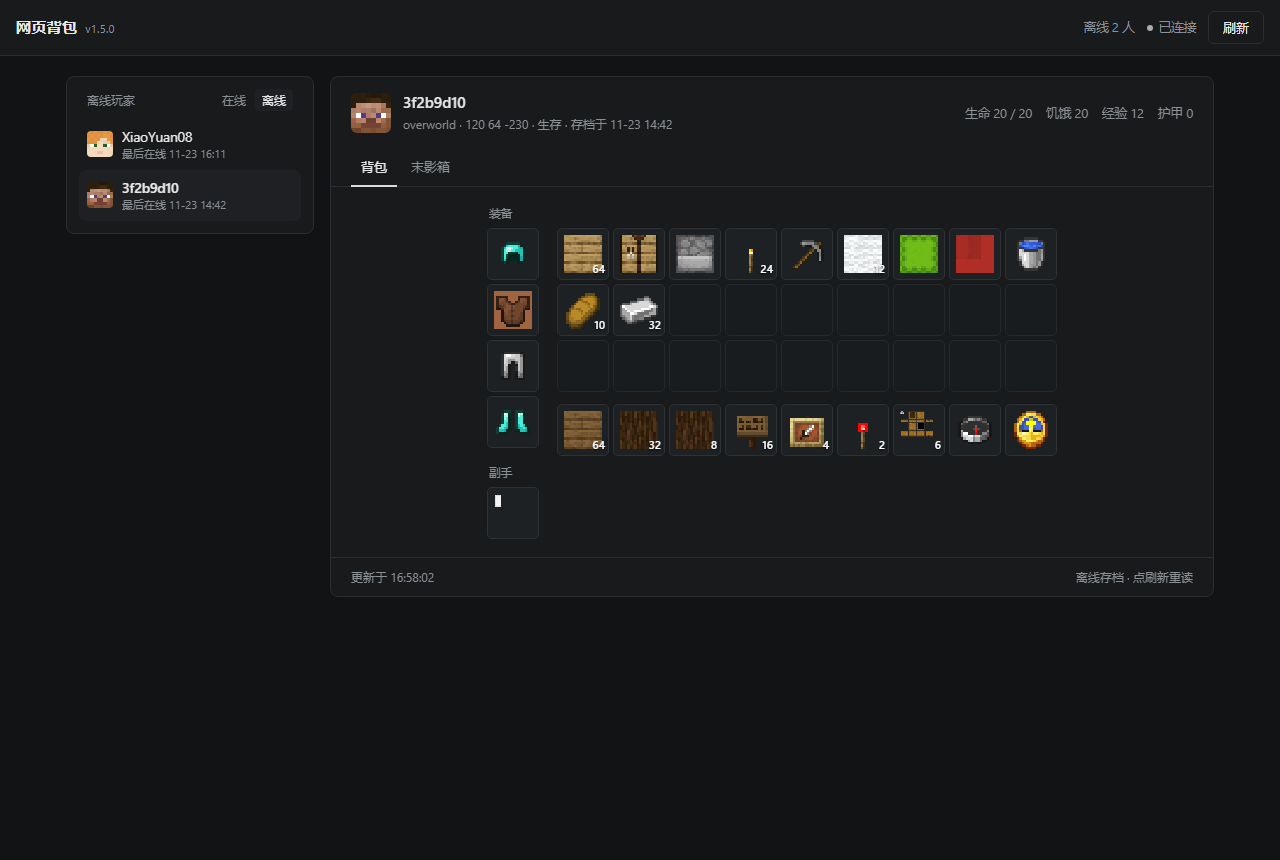 网页背包 v1.5.0
离线 2 人 已连接 刷新
离线玩家 在线 离线
XiaoYuan08
最后在线 11-23 16:11
3f2b9d10
最后在线 11-23 14:42
3f2b9d10
overworld · 120 64 -230 · 生存 · 存档于 11-23 14:42
生命 20 / 20 饥饿 20 经验 12 护甲 0
背包 末影箱
装备
64 24 12
10 32
64 32 8 16 4 2 6
副手
更新于 16:58:02
离线存档 · 点刷新重读